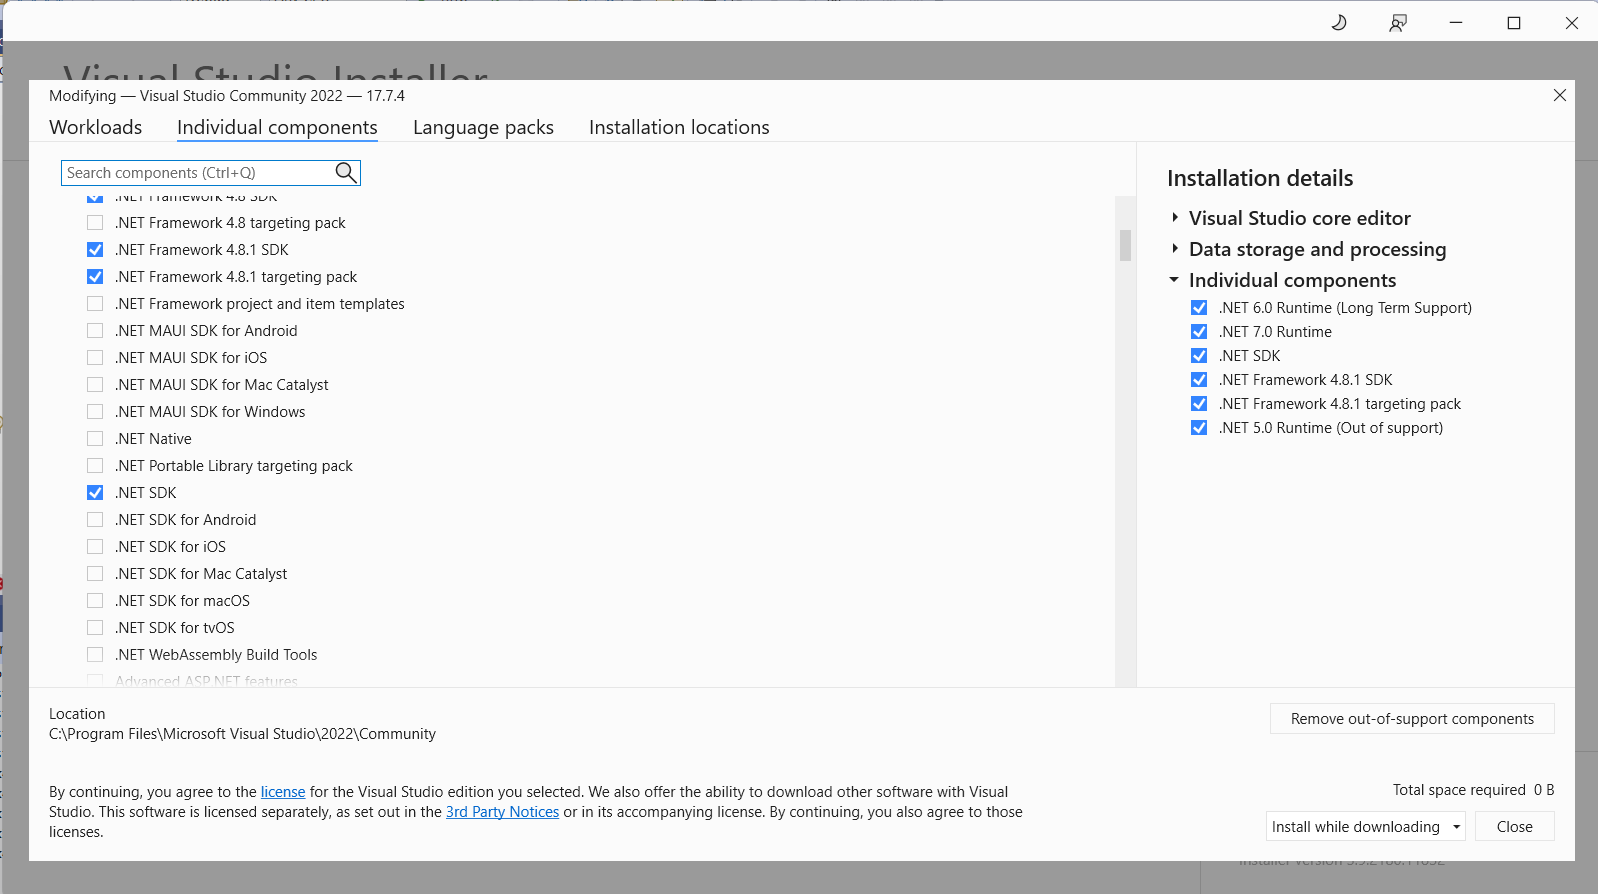 Visual Studio Installer
Modifying — Visual Studio Community 2022 — 17.7.4
Workloads
Individual components
Language packs
Installation locations
Search components (Ctrl+Q)
.NET Framework 4.8 SDK
.NET Framework 4.8 targeting pack
.NET Framework 4.8.1 SDK
.NET Framework 4.8.1 targeting pack
.NET Framework project and item templates
.NET MAUI SDK for Android
.NET MAUI SDK for iOS
.NET MAUI SDK for Mac Catalyst
.NET MAUI SDK for Windows
.NET Native
.NET Portable Library targeting pack
.NET SDK
.NET SDK for Android
.NET SDK for iOS
.NET SDK for Mac Catalyst
.NET SDK for macOS
.NET SDK for tvOS
.NET WebAssembly Build Tools
Advanced ASP.NET features
Installation details
Visual Studio core editor
Data storage and processing
Individual components
.NET 6.0 Runtime (Long Term Support)
.NET 7.0 Runtime
.NET SDK
.NET Framework 4.8.1 SDK
.NET Framework 4.8.1 targeting pack
.NET 5.0 Runtime (Out of support)
Location
C:\Program Files\Microsoft Visual Studio\2022\Community
Remove out-of-support components
By continuing, you agree to the license for the Visual Studio edition you selected. We also offer the ability to download other software with Visual
Studio. This software is licensed separately, as set out in the 3rd Party Notices or in its accompanying license. By continuing, you also agree to those
licenses.
Total space required 0 B
Install while downloading
Close